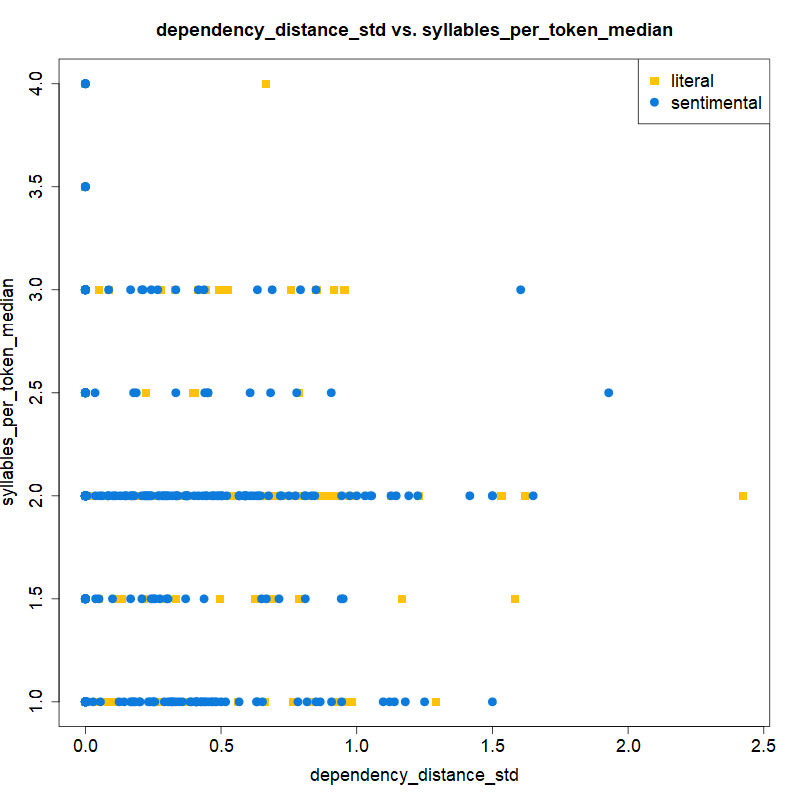 dependency_distance_std vs. syllables_per_token_median
literal
sentimental
syllables_per_token_median
4.0
3.5
3.0
2.5
2.0
1.5
1.0
0.0 0.5 1.0 1.5 2.0 2.5
dependency_distance_std